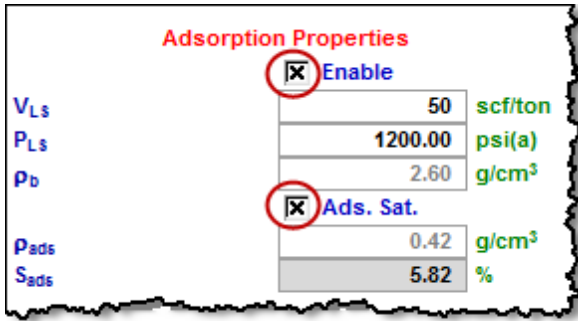 Adsorption Properties
Enable
VLS 50 scf/ton
PLS 1200.00 psi(a)
ρb 2.60 g/cm³
Ads. Sat.
ρads 0.42 g/cm³
Sads 5.82 %